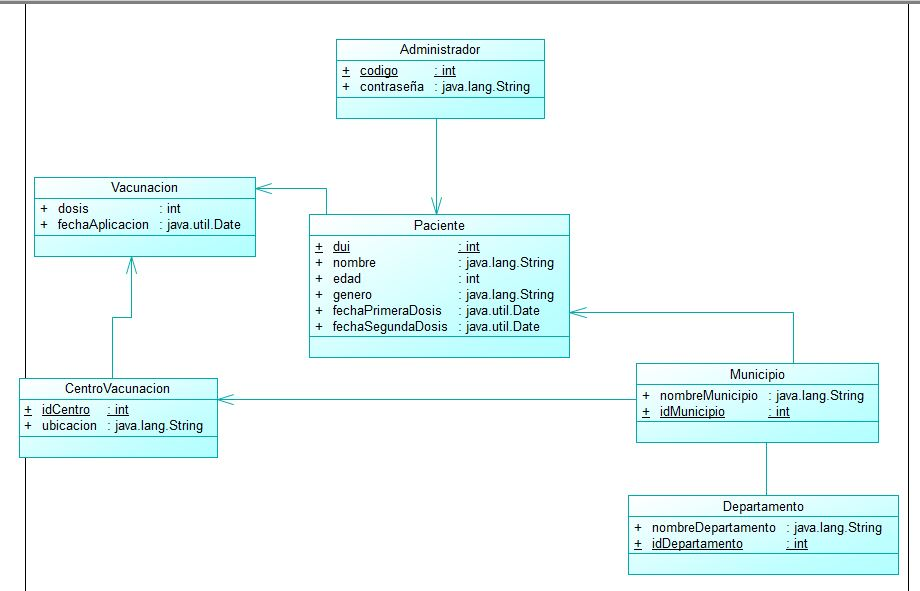 Administrador
+ codigo : int
+ contraseña : java.lang.String
Vacunacion
+ dosis : int
+ fechaAplicacion : java.util.Date
Paciente
+ dui : int
+ nombre : java.lang.String
+ edad : int
+ genero : java.lang.String
+ fechaPrimeraDosis : java.util.Date
+ fechaSegundaDosis : java.util.Date
CentroVacunacion
+ idCentro : int
+ ubicacion : java.lang.String
Municipio
+ nombreMunicipio : java.lang.String
+ idMunicipio : int
Departamento
+ nombreDepartamento : java.lang.String
+ idDepartamento : int